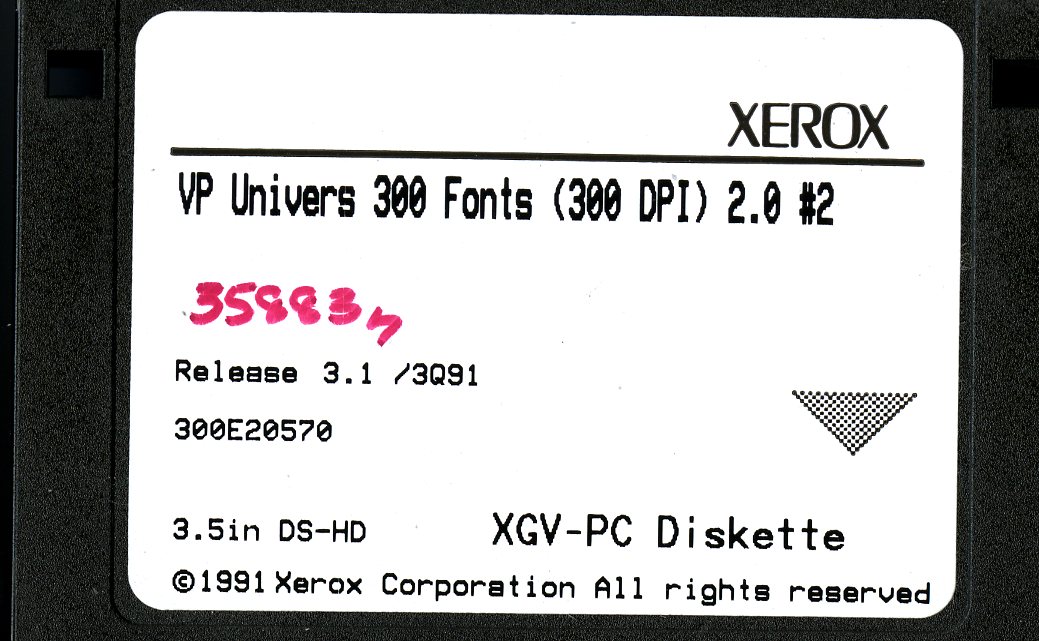 XEROX
VP Univers 300 Fonts (300 DPI) 2.0 #2
35883n
Release 3.1 /3Q91
300E20570
3.5in DS-HD XGV-PC Diskette
©1991 Xerox Corporation All rights reserved